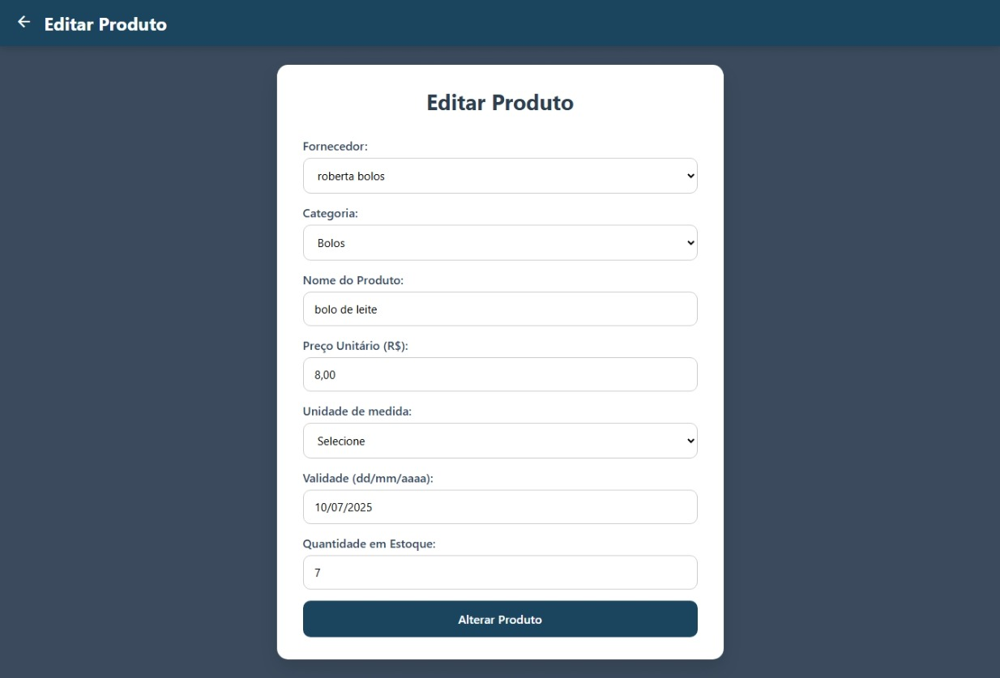 Editar Produto
Editar Produto
Fornecedor:
roberta bolos
Categoria:
Bolos
Nome do Produto:
bolo de leite
Preço Unitário (R$):
8,00
Unidade de medida:
Selecione
Validade (dd/mm/aaaa):
10/07/2025
Quantidade em Estoque:
7
Alterar Produto